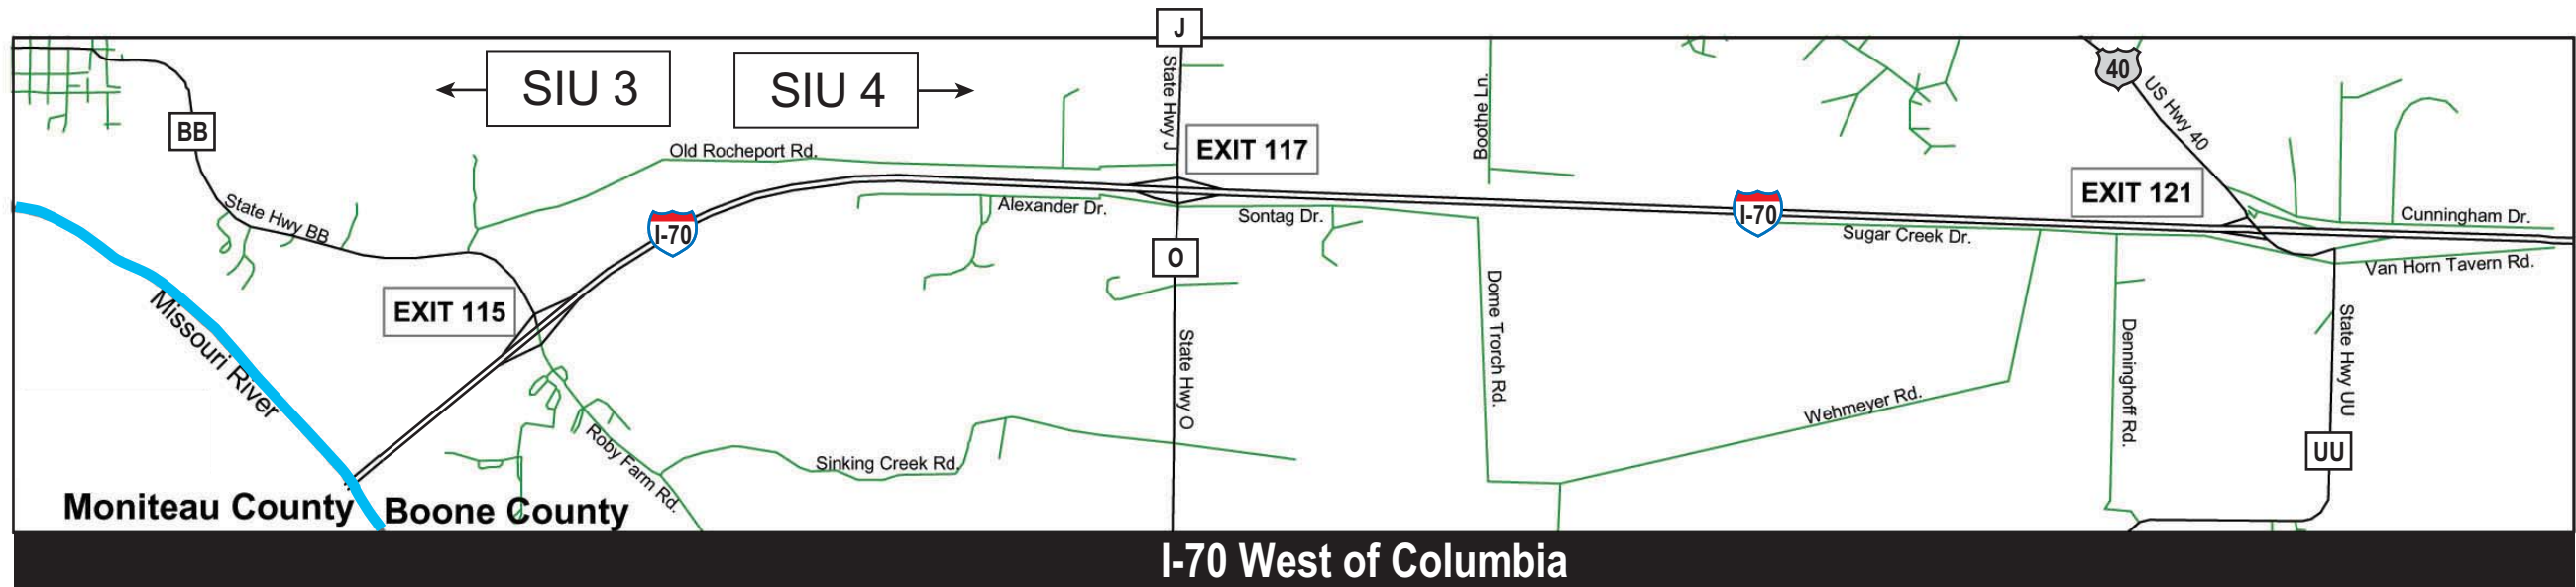 J
40
SIU 3
SIU 4
State Hwy J
Boothe Ln.
US Hwy 40
BB
Old Rocheport Rd.
EXIT 117
EXIT 121
State Hwy BB
I-70
Alexander Dr.
Sontag Dr.
I-70
Sugar Creek Dr.
Cunningham Dr.
O
Van Horn Tavern Rd.
EXIT 115
Missouri River
Dome Trorch Rd.
Denninghoff Rd.
State Hwy UU
State Hwy O
Wehmeyer Rd.
Roby Farm Rd.
Sinking Creek Rd.
UU
Moniteau County
Boone County
I-70 West of Columbia